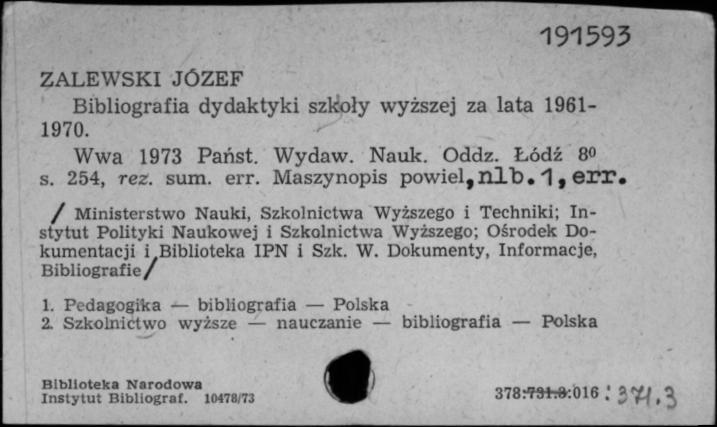 191593
ZALEWSKI JÓZEF
Bibliografia dydaktyki szkoły wyższej za lata 1961-
1970.
Wwa 1973 Państ. Wydaw. Nauk. Oddz. Łódź 8⁰
s. 254, rez. sum. err. Maszynopis powiel, nlb. 1, err.
/ Ministerstwo Nauki, Szkolnictwa Wyższego i Techniki; In-
stytut Polityki Naukowej i Szkolnictwa Wyższego; Ośrodek Do-
kumentacji i Biblioteka IPN i Szk. W. Dokumenty, Informacje,
Bibliografie /
1. Pedagogika — bibliografia — Polska
2. Szkolnictwo wyższe — nauczanie — bibliografia — Polska
Biblioteka Narodowa
Instytut Bibliograf. 10478/73
378:731.8:016 : 371.3